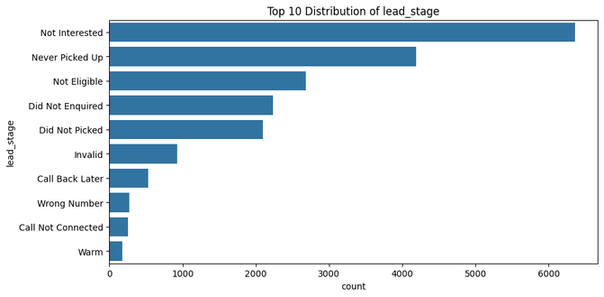 Top 10 Distribution of lead_stage
lead_stage
Not Interested
Never Picked Up
Not Eligible
Did Not Enquired
Did Not Picked
Invalid
Call Back Later
Wrong Number
Call Not Connected
Warm
0 1000 2000 3000 4000 5000 6000
count